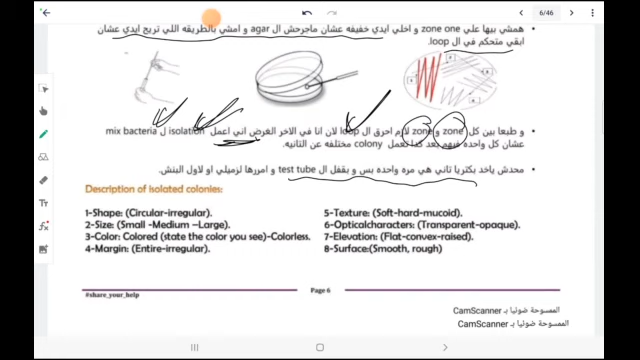 6/46
همشي بيها علي zone one و اخلي ايدي خفيفه عشان ماجرحش ال agar و امشي بالطريقه اللي تريح ايدي عشان
ابقي متحكم في ال loop.
و طبعا بين كل zone و zone لازم احرق ال loop لان انا في الاخر الغرض اني اعمل isolation ل mix bacteria
عشان كل واحده فيهم بعد كدا تعمل colony مختلفه عن الثانيه.
محدش ياخد بكتريا تاني هي مره واحده بس و بقفل ال test tube و امررها لزميلي او لاول البنش.
Description of isolated colonies
1-Shape: (Circular-irregular).
2-Size: (Small -Medium –Large).
3-Color: Colored (state the color you see)-Colorless.
4-Margin: (Entire-irregular).
5-Texture: (Soft-hard-mucoid).
6-Opticalcharacters: (Transparent-opaque).
7-Elevation: (Flat-convex-raised).
8-Surface:(Smooth, rough)
#share_your_help
Page 6
الممسوحة ضوئيا بـ CamScanner
الممسوحة ضوئيا بـ CamScanner